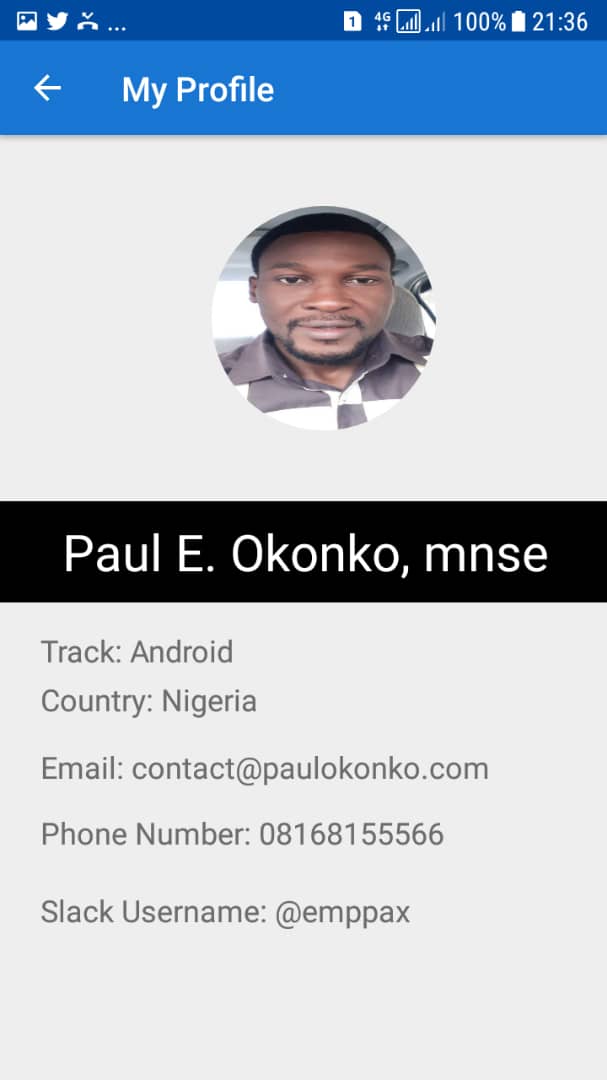 1 4G 100% 21:36
My Profile
Paul E. Okonko, mnse
Track: Android
Country: Nigeria
Email: contact@paulokonko.com
Phone Number: 08168155566
Slack Username: @emppax